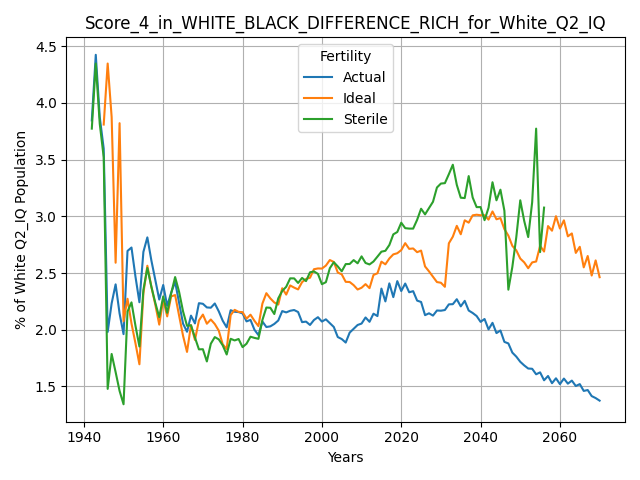 Score_4_in_WHITE_BLACK_DIFFERENCE_RICH_for_White_Q2_IQ
Fertility
Actual
Ideal
Sterile
% of White Q2_IQ Population
4.5
4.0
3.5
3.0
2.5
2.0
1.5
1940 1960 1980 2000 2020 2040 2060
Years